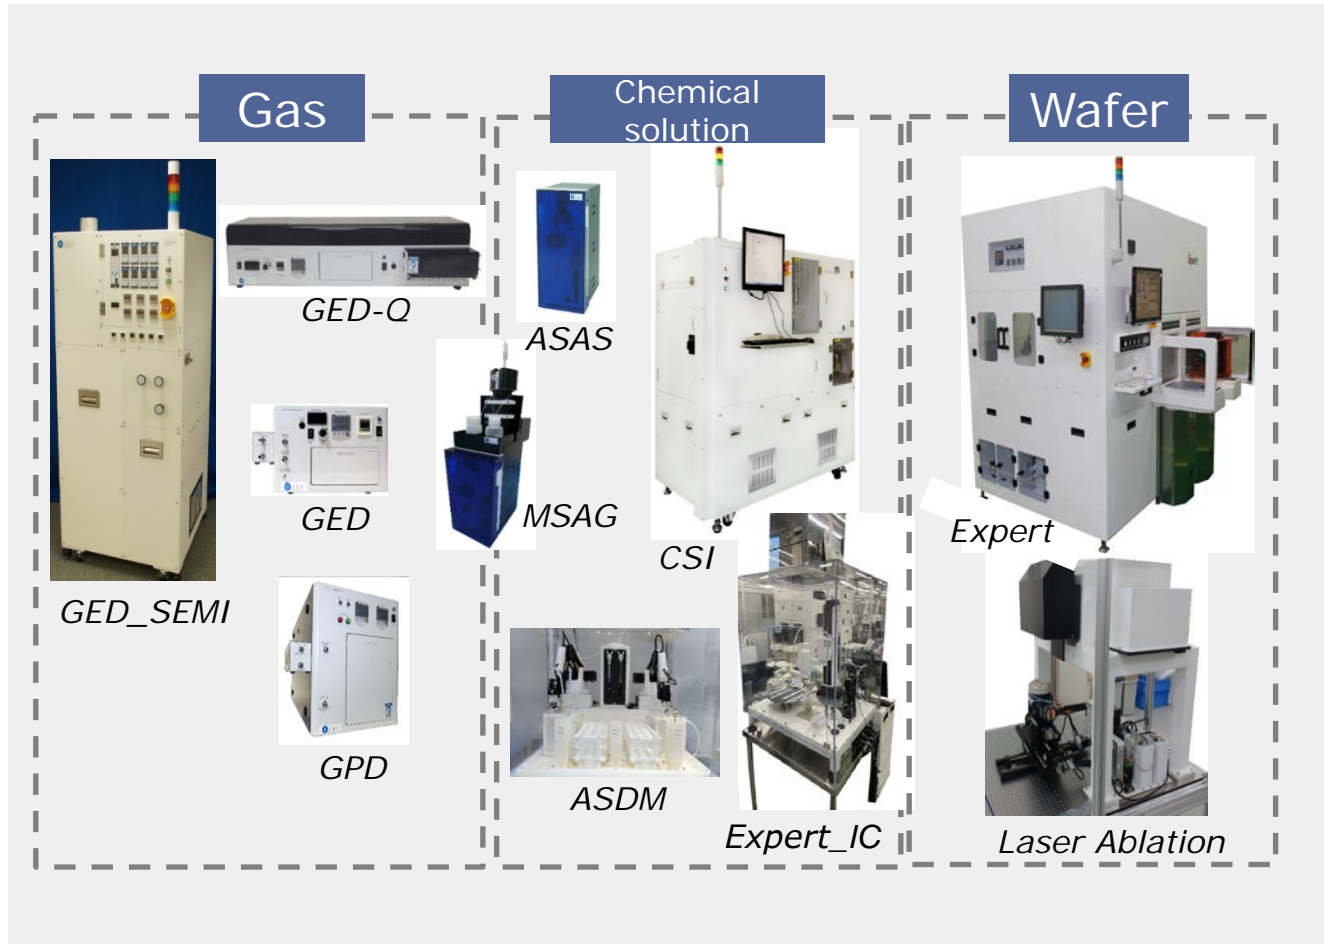 Gas
Chemical
solution
Wafer
GED-Q
ASAS
GED
MSAG
CSI
Expert
GED_SEMI
GPD
ASDM
Expert_IC
Laser Ablation